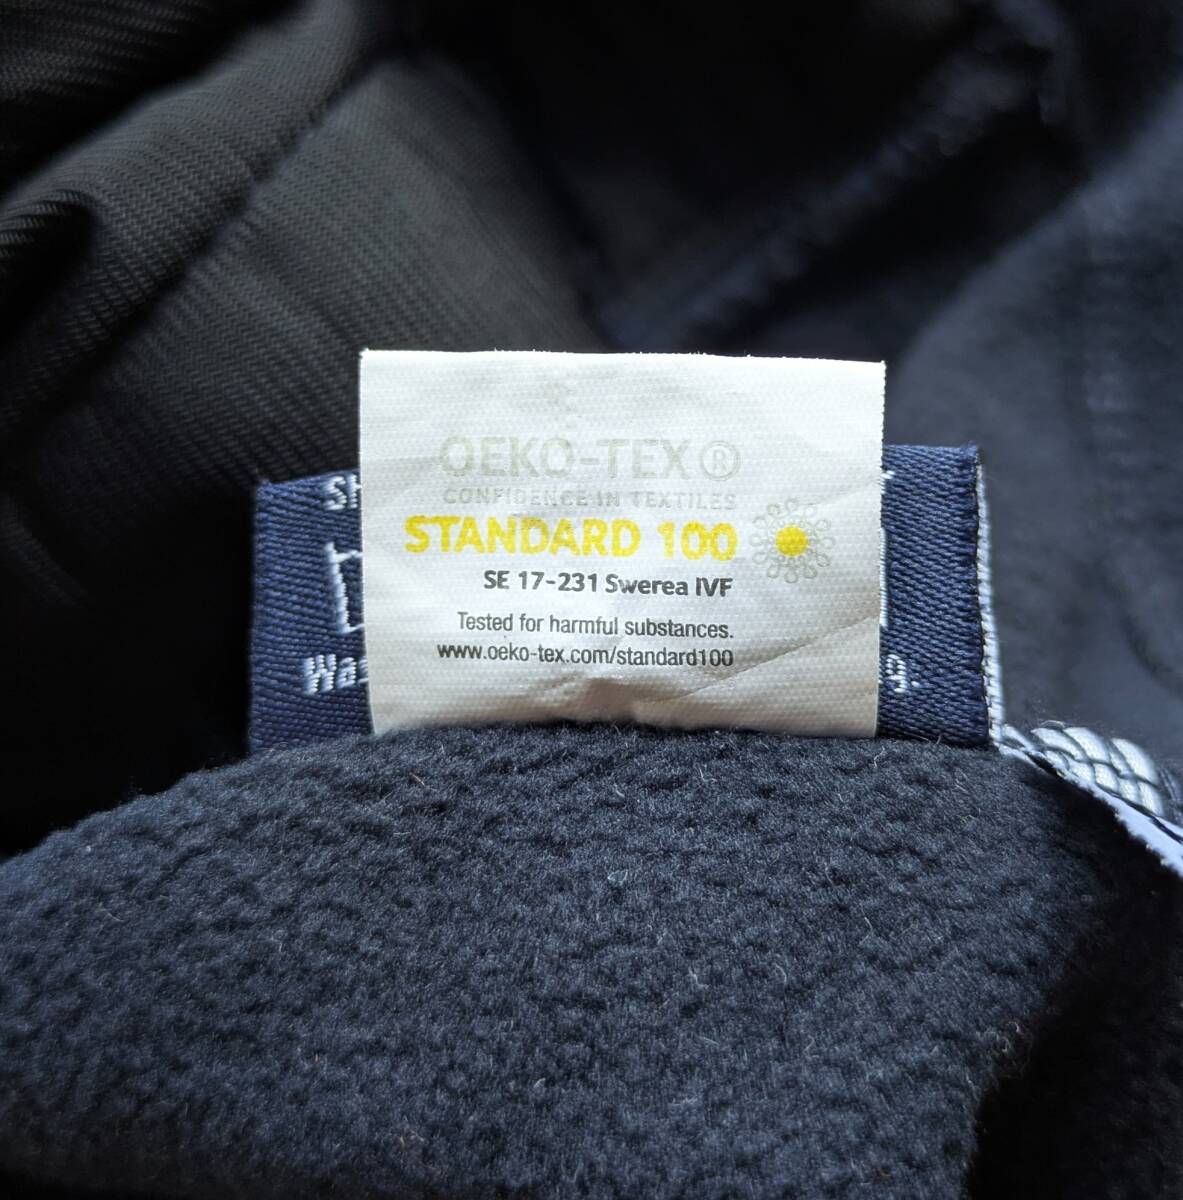 OEKO-TEX®
CONFIDENCE IN TEXTILES
STANDARD 100
SE 17-231 Swerea IVF
Tested for harmful substances.
www.oeko-tex.com/standard100